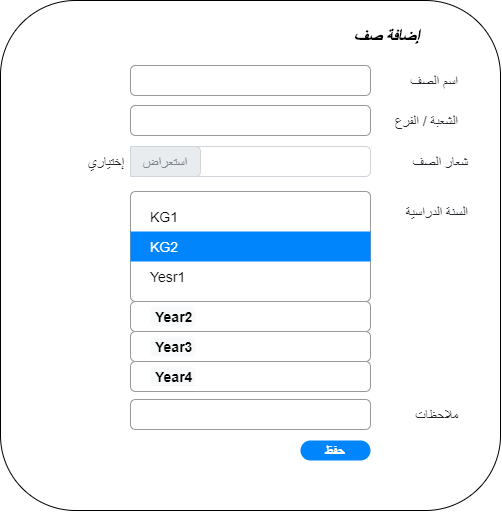 إضافة صف
اسم الصف
الشعبة / الفرع
شعار الصف استعراض إختياري
السنة الدراسية
KG1
KG2
Yesr1
Year2
Year3
Year4
ملاحظات
حفظ